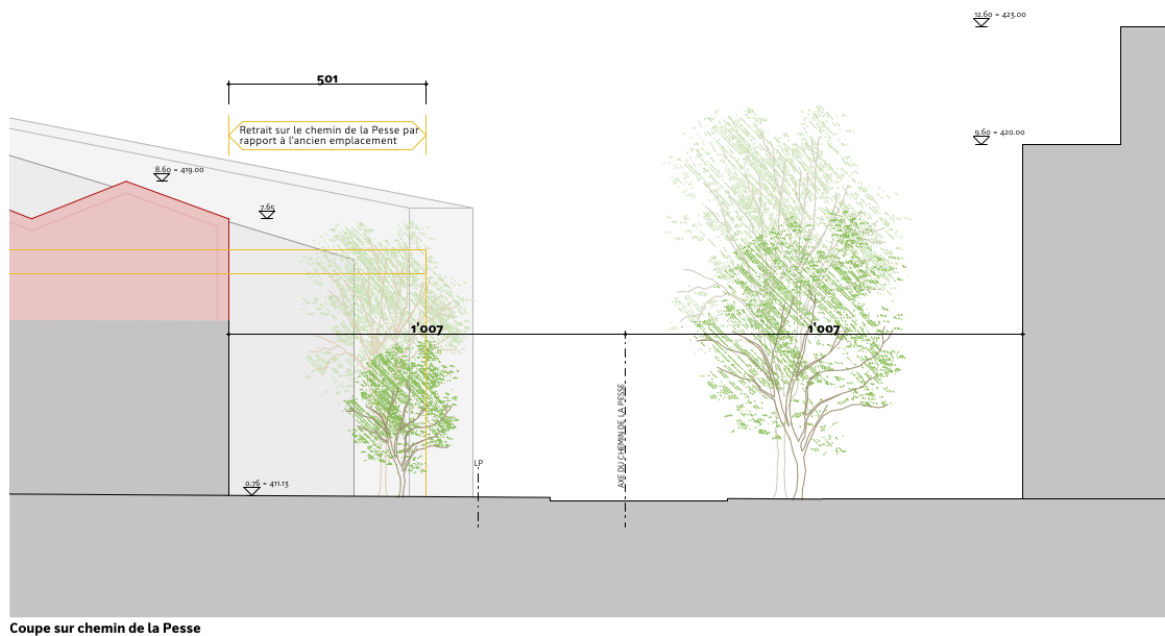 12.60 = 423.00
501
Retrait sur le chemin de la Pesse par
rapport à l'ancien emplacement
9.60 = 420.00
8.60 = 419.00
7.65
1'007
1'007
AXE DU CHEMIN DE LA PESSE
LP
0.76 = 411.13
Coupe sur chemin de la Pesse